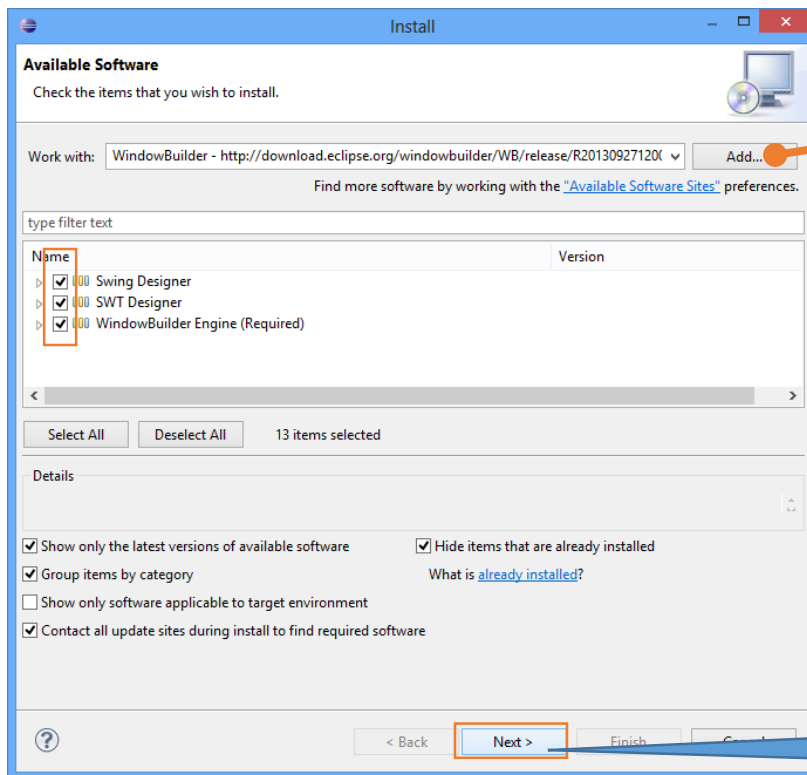 Install
Available Software
Check the items that you wish to install.
Work with: WindowBuilder - http://download.eclipse.org/windowbuilder/WB/release/R20130927120( Add...
Find more software by working with the "Available Software Sites" preferences.
type filter text
Name Version
Swing Designer
SWT Designer
WindowBuilder Engine (Required)
Select All Deselect All 13 items selected
Details
Show only the latest versions of available software Hide items that are already installed
Group items by category What is already installed?
Show only software applicable to target environment
Contact all update sites during install to find required software
? < Back Next > Finish